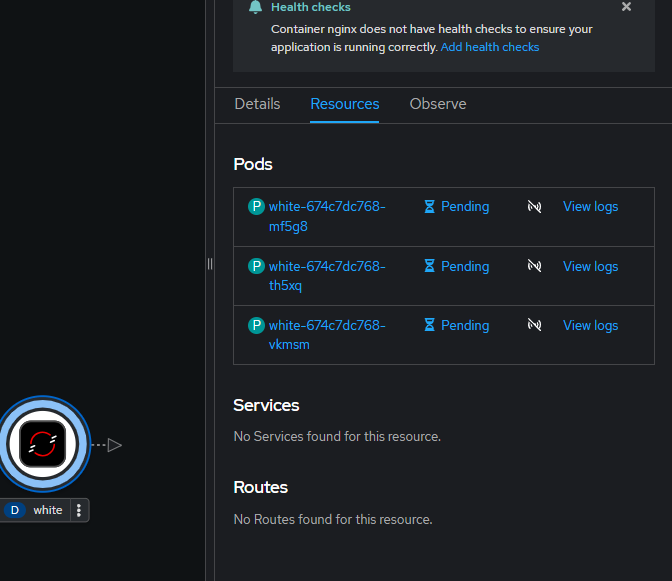 Health checks
Container nginx does not have health checks to ensure your
application is running correctly. Add health checks
Details Resources Observe
Pods
P white-674c7dc768-
mf5g8
Pending
View logs
P white-674c7dc768-
th5xq
Pending
View logs
P white-674c7dc768-
vkmsm
Pending
View logs
Services
No Services found for this resource.
Routes
No Routes found for this resource.
D white